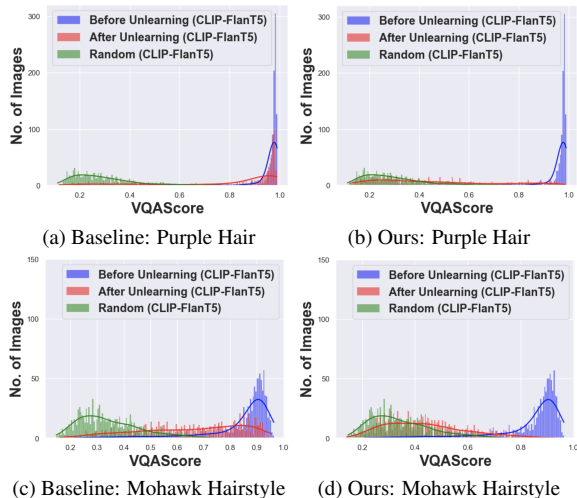 300
200
100
0
No. of Images
Before Unlearning (CLIP-FlanT5)
After Unlearning (CLIP-FlanT5)
Random (CLIP-FlanT5)
0.2 0.4 0.6 0.8 1.0
VQAScore
(a) Baseline: Purple Hair
300
200
100
0
No. of Images
Before Unlearning (CLIP-FlanT5)
After Unlearning (CLIP-FlanT5)
Random (CLIP-FlanT5)
0.2 0.4 0.6 0.8 1.0
VQAScore
(b) Ours: Purple Hair
150
100
50
0
No. of Images
Before Unlearning (CLIP-FlanT5)
After Unlearning (CLIP-FlanT5)
Random (CLIP-FlanT5)
0.2 0.3 0.4 0.5 0.6 0.7 0.8 0.9 1.0
VQAScore
(c) Baseline: Mohawk Hairstyle
150
100
50
0
No. of Images
Before Unlearning (CLIP-FlanT5)
After Unlearning (CLIP-FlanT5)
Random (CLIP-FlanT5)
0.2 0.4 0.6 0.8 1.0
VQAScore
(d) Ours: Mohawk Hairstyle